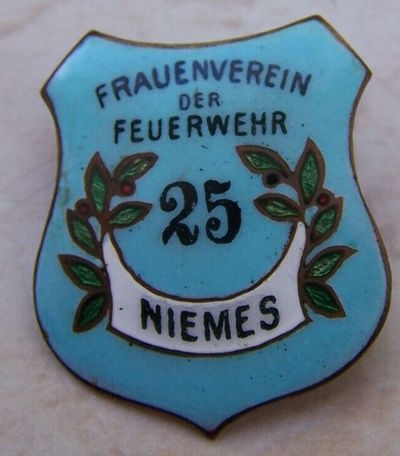 FRAUENVEREIN
DER
FEUERWEHR
25
NIEMES